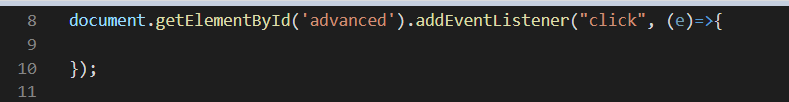 8 document.getElementById('advanced').addEventListener("click", (e)=>{
9
10 });
11